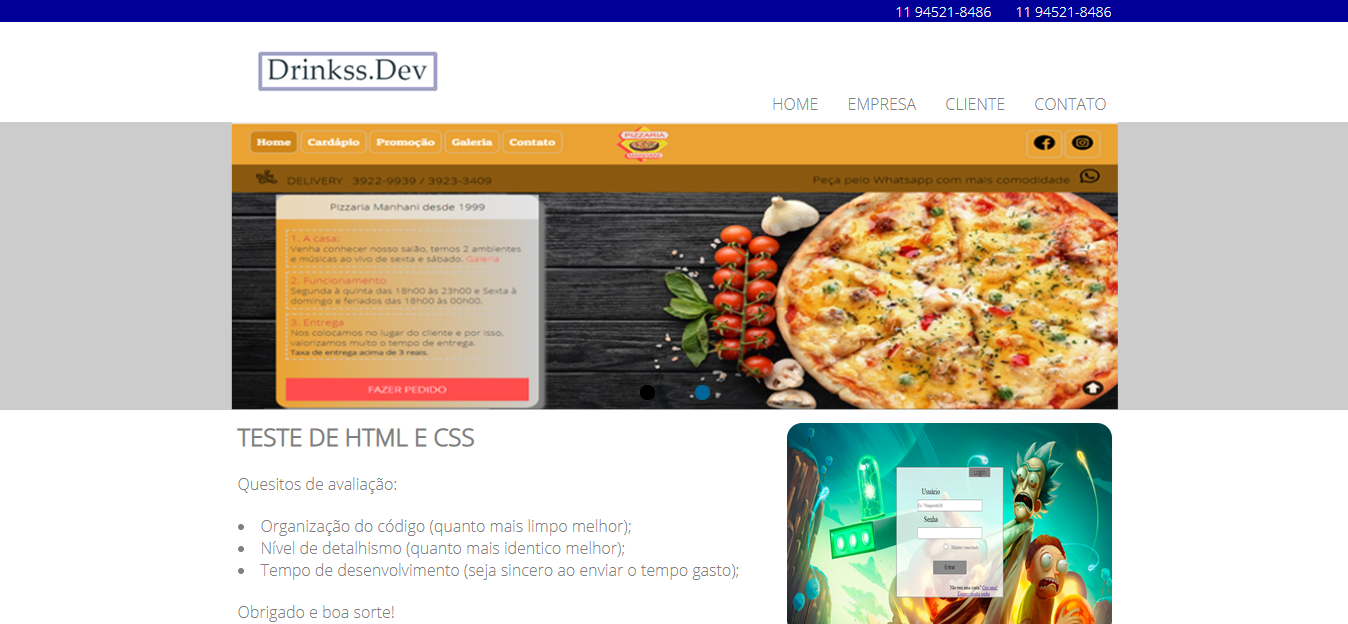 11 94521-8486 11 94521-8486
Drinkss.Dev
HOME EMPRESA CLIENTE CONTATO
Home Cardápio Promoção Galeria Contato
PIZZARIA
DELIVERY 3922-9939 / 3923-3409
Peça pelo Whatsapp com mais comodidade
Pizzaria Manhani desde 1999
1. A casa:
Venha conhecer nosso salão, temos 2 ambientes
e músicas ao vivo de sexta e sábado. Galeria
2. Funcionamento
Segunda à quinta das 18h00 às 23h00 e Sexta à
domingo e feriados das 18h00 às 00h00.
3. Entrega
Nos colocamos no lugar do cliente e por isso,
valorizamos muito o tempo de entrega.
Taxa de entrega acima de 3 reais.
FAZER PEDIDO
TESTE DE HTML E CSS
Quesitos de avaliação:
Organização do código (quanto mais limpo melhor);
Nível de detalhismo (quanto mais identico melhor);
Tempo de desenvolvimento (seja sincero ao enviar o tempo gasto);
Obrigado e boa sorte!
Login
Usuário
Senha
Entrar